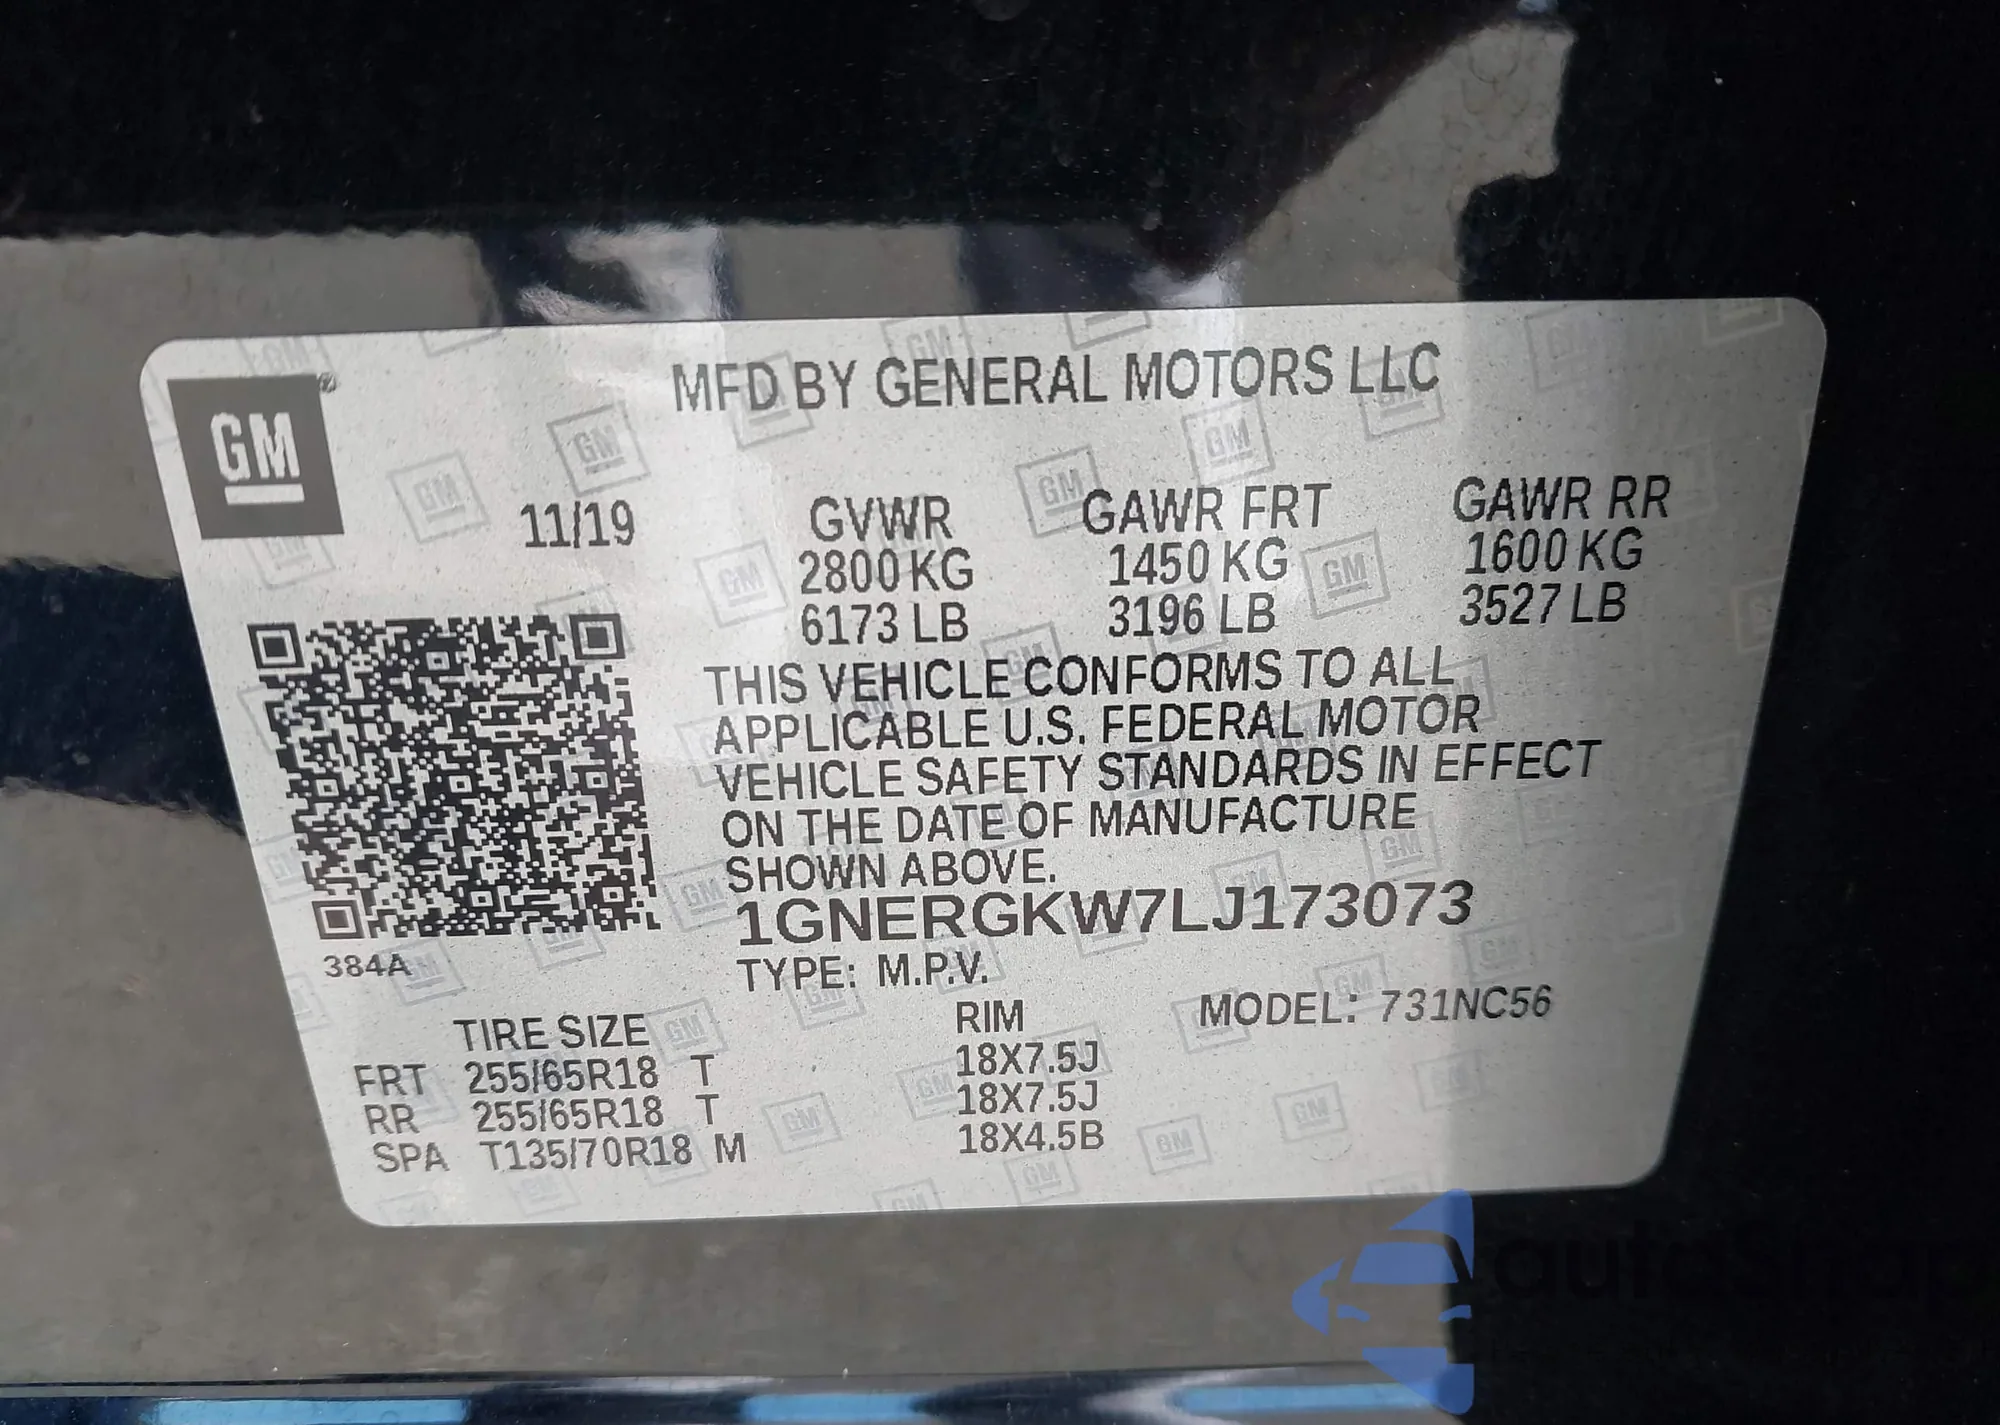 GM
MFD BY GENERAL MOTORS LLC
11/19
GVWR GAWR FRT GAWR RR
2800 KG 1450 KG 1600 KG
6173 LB 3196 LB 3527 LB
THIS VEHICLE CONFORMS TO ALL
APPLICABLE U.S. FEDERAL MOTOR
VEHICLE SAFETY STANDARDS IN EFFECT
ON THE DATE OF MANUFACTURE
SHOWN ABOVE.
1GNERGKW7LJ173073
384A
TYPE: M.P.V.
MODEL: 731NC56
TIRE SIZE RIM
FRT 255/65R18 T 18X7.5J
RR 255/65R18 T 18X7.5J
SPA T135/70R18 M 18X4.5B